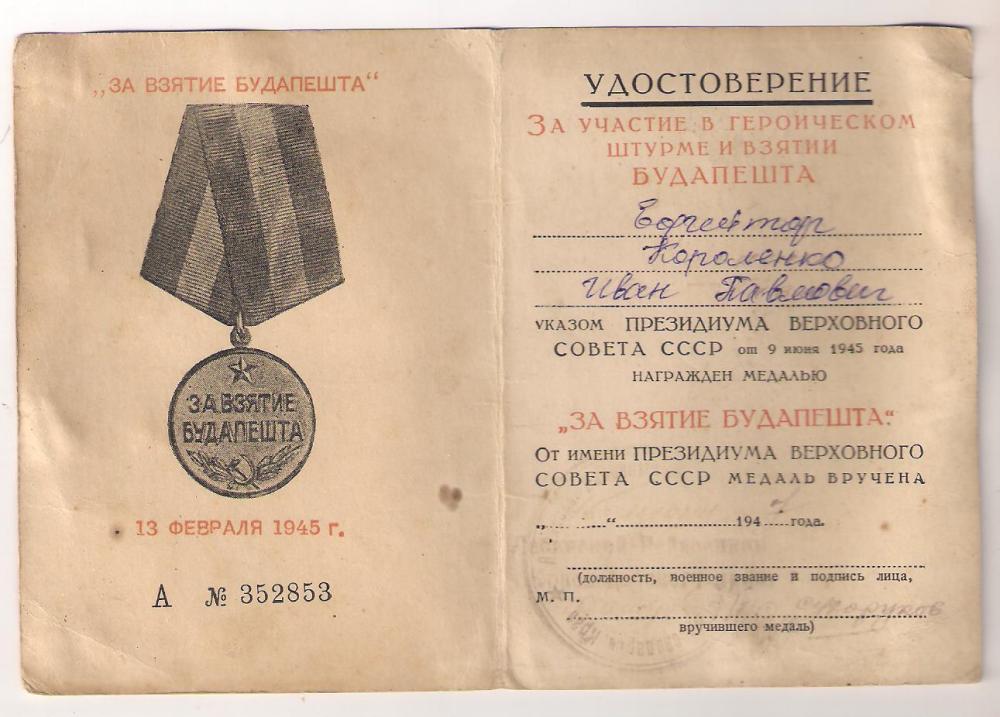 „ЗА ВЗЯТИЕ БУДАПЕШТА“
ЗА ВЗЯТИЕ
БУДАПЕШТА
13 ФЕВРАЛЯ 1945 г.
А № 352853
УДОСТОВЕРЕНИЕ
ЗА УЧАСТИЕ В ГЕРОИЧЕСКОМ
ШТУРМЕ И ВЗЯТИИ
БУДАПЕШТА
Ефрейтор
Короленко
Иван Павлович
УКАЗОМ ПРЕЗИДИУМА ВЕРХОВНОГО
СОВЕТА СССР от 9 июня 1945 года
НАГРАЖДЕН МЕДАЛЬЮ
„ЗА ВЗЯТИЕ БУДАПЕШТА“.
ОТ ИМЕНИ ПРЕЗИДИУМА ВЕРХОВНОГО
СОВЕТА СССР МЕДАЛЬ ВРУЧЕНА
„......“..................194.....года.
(должность, военное звание и подпись лица,
М. П.
вручившего медаль)